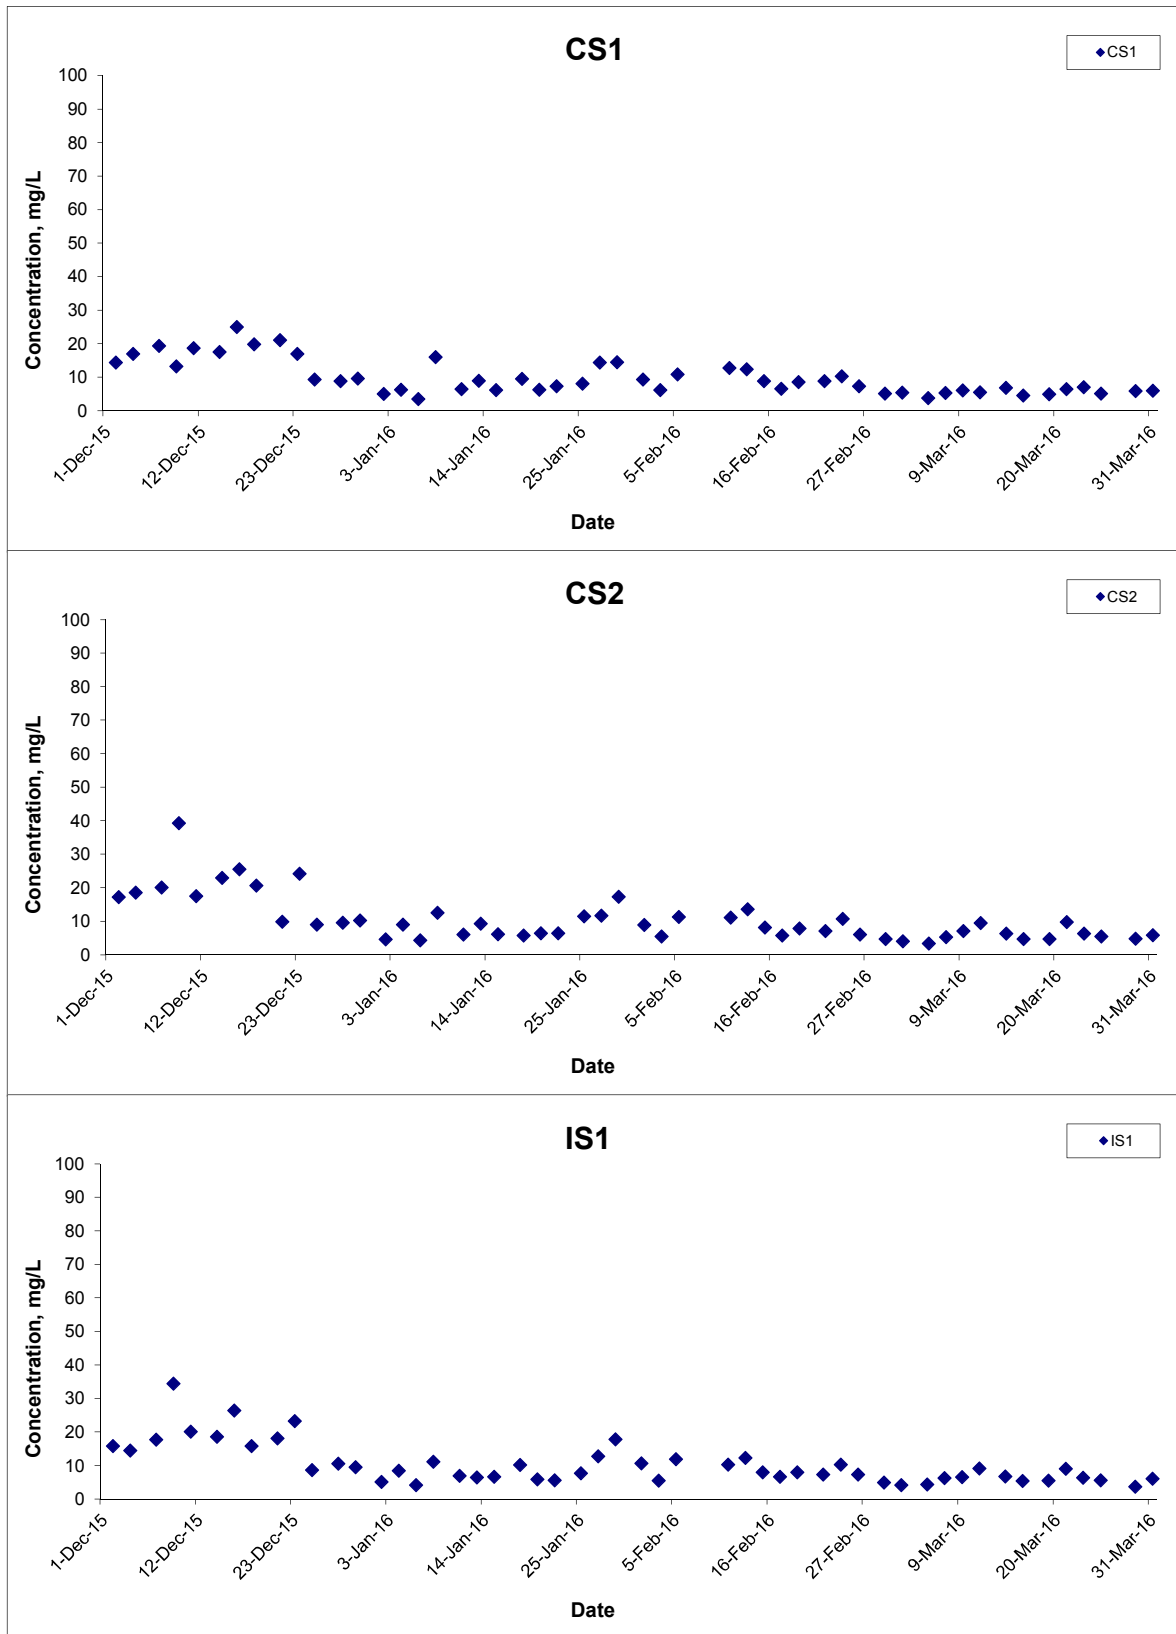 CS1
CS1
100
90
80
70
60
50
40
30
20
10
0
Concentration, mg/L
1-Dec-15
12-Dec-15
23-Dec-15
3-Jan-16
14-Jan-16
25-Jan-16
5-Feb-16
16-Feb-16
27-Feb-16
9-Mar-16
20-Mar-16
31-Mar-16
Date
CS2
CS2
100
90
80
70
60
50
40
30
20
10
0
Concentration, mg/L
1-Dec-15
12-Dec-15
23-Dec-15
3-Jan-16
14-Jan-16
25-Jan-16
5-Feb-16
16-Feb-16
27-Feb-16
9-Mar-16
20-Mar-16
31-Mar-16
Date
IS1
IS1
100
90
80
70
60
50
40
30
20
10
0
Concentration, mg/L
1-Dec-15
12-Dec-15
23-Dec-15
3-Jan-16
14-Jan-16
25-Jan-16
5-Feb-16
16-Feb-16
27-Feb-16
9-Mar-16
20-Mar-16
31-Mar-16
Date